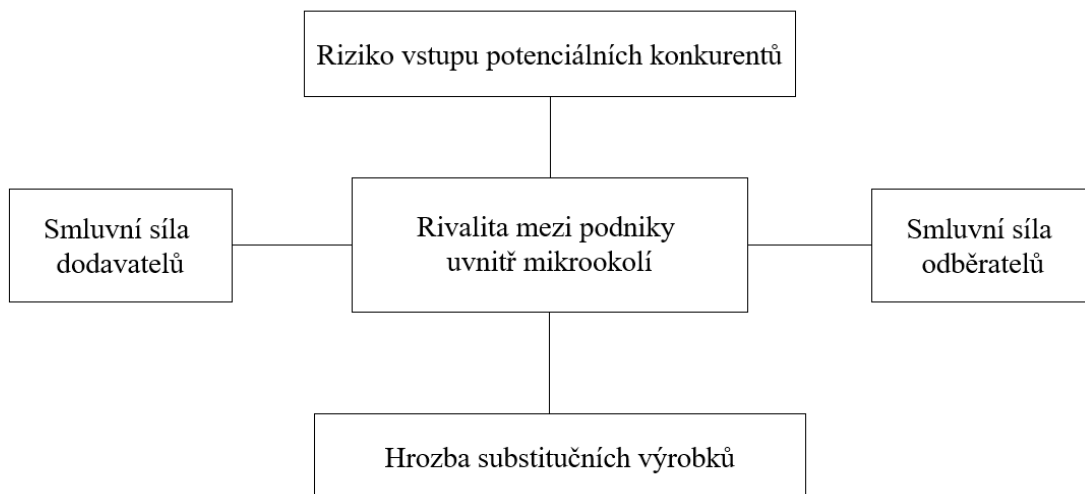 Riziko vstupu potenciálních konkurentů
Smluvní síla
dodavatelů
Rivalita mezi podniky
uvnitř mikrookolí
Smluvní síla
odběratelů
Hrozba substitučních výrobků